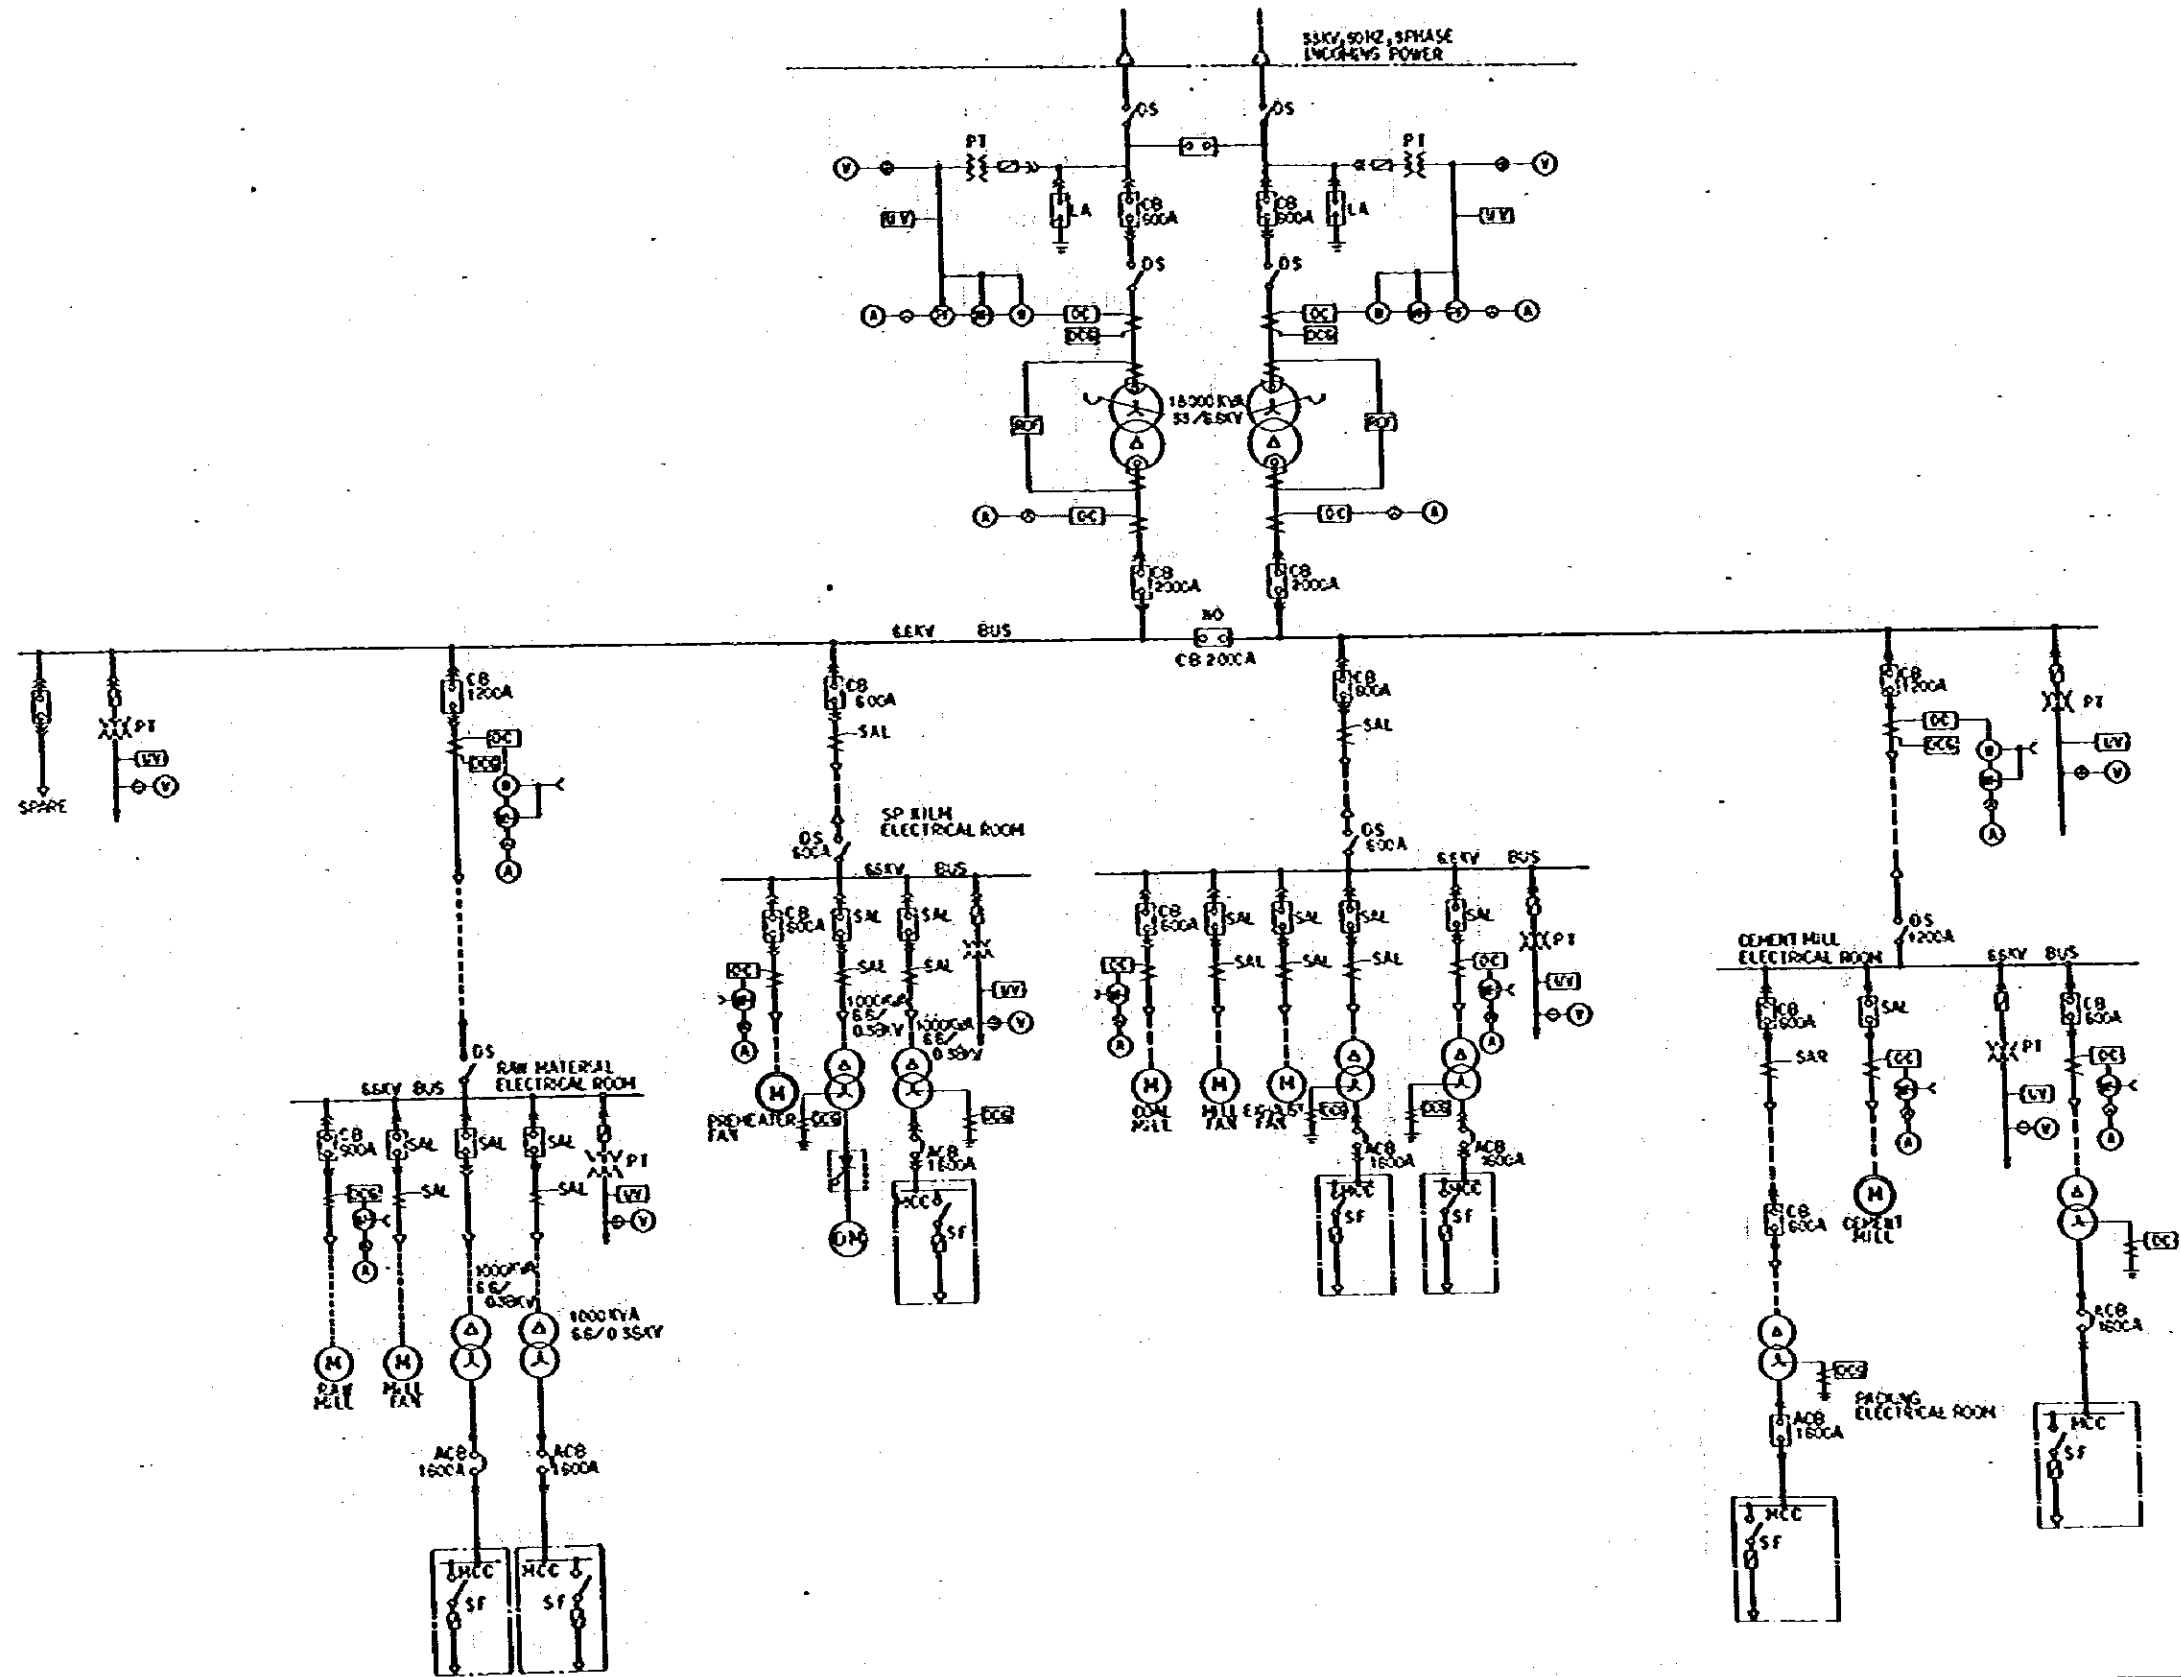 INCOMING POWER
DS
DS
PT
PT
V
V
CB
600A
LA
CB
600A
LA
UV
UV
DS
DS
A
OC
OCG
OC
OCG
A
33/6.6KV
A
OC
OC
A
CB
2000A
CB
2000A
NO
6.6KV BUS
CB 2000A
CB
1200A
CB
600A
CB
600A
CB
1200A
PT
PT
SAL
SAL
OC
OCG
OC
OCG
UV
UV
V
V
SPARE
A
A
SP KILN
ELECTRICAL ROOM
DS
600A
DS
600A
6.6KV BUS
6.6KV BUS
CB
600A
SAL
SAL
CB
600A
SAL
SAL
SAL
SAL
PT
DS
1200A
CEMENT MILL
ELECTRICAL ROOM
6.6KV BUS
OC
SAL
SAL
OC
SAL
SAL
SAL
OC
UV
UV
V
V
1000KVA
6.6/
0.38KV
1000KVA
6.6/
0.38KV
A
A
A
CB
600A
SAL
CB
600A
SAR
OC
PT
OC
UV
V
A
A
DS
RAW MATERIAL
ELECTRICAL ROOM
6.6KV BUS
M
PREHEATER
FAN
OCG
OCG
M
COAL
MILL
M
MILL
FAN
M
EXHAUST
FAN
OCG
OCG
CB
600A
SAL
SAL
SAL
PT
ACB
1600A
ACB
1600A
ACB
1600A
OCG
SAL
SAL
UV
V
A
DM
MCC
SF
MCC
SF
MCC
SF
CB
600A
M
CEMENT
MILL
OC
1000KVA
6.6/
0.38KV
1000KVA
6.6/0.38KV
ACB
1600A
M
RAW
MILL
M
MILL
FAN
OCG
PACKING
ELECTRICAL ROOM
ACB
1600A
ACB
1600A
ACB
1600A
MCC
SF
MCC
SF
MCC
SF
MCC
SF